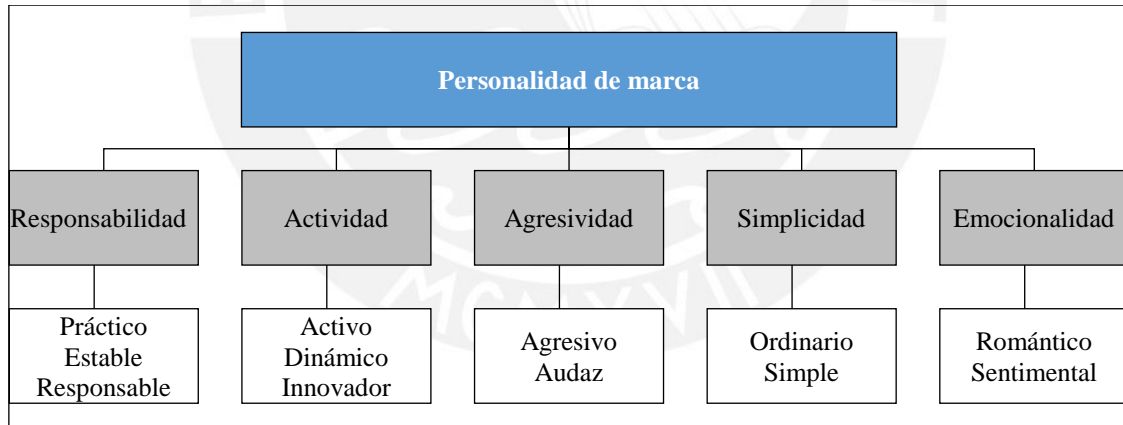 Personalidad de marca
Responsabilidad
Actividad
Agresividad
Simplicidad
Emocionalidad
Práctico
Estable
Responsable
Activo
Dinámico
Innovador
Agresivo
Audaz
Ordinario
Simple
Romántico
Sentimental
MCMXVII